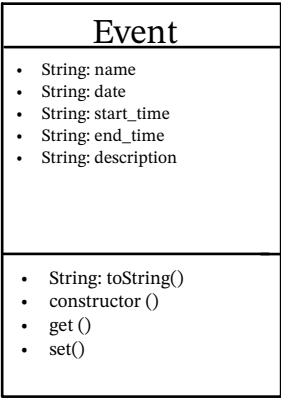 Event
• String: name
• String: date
• String: start_time
• String: end_time
• String: description
• String: toString()
• constructor ()
• get ()
• set()